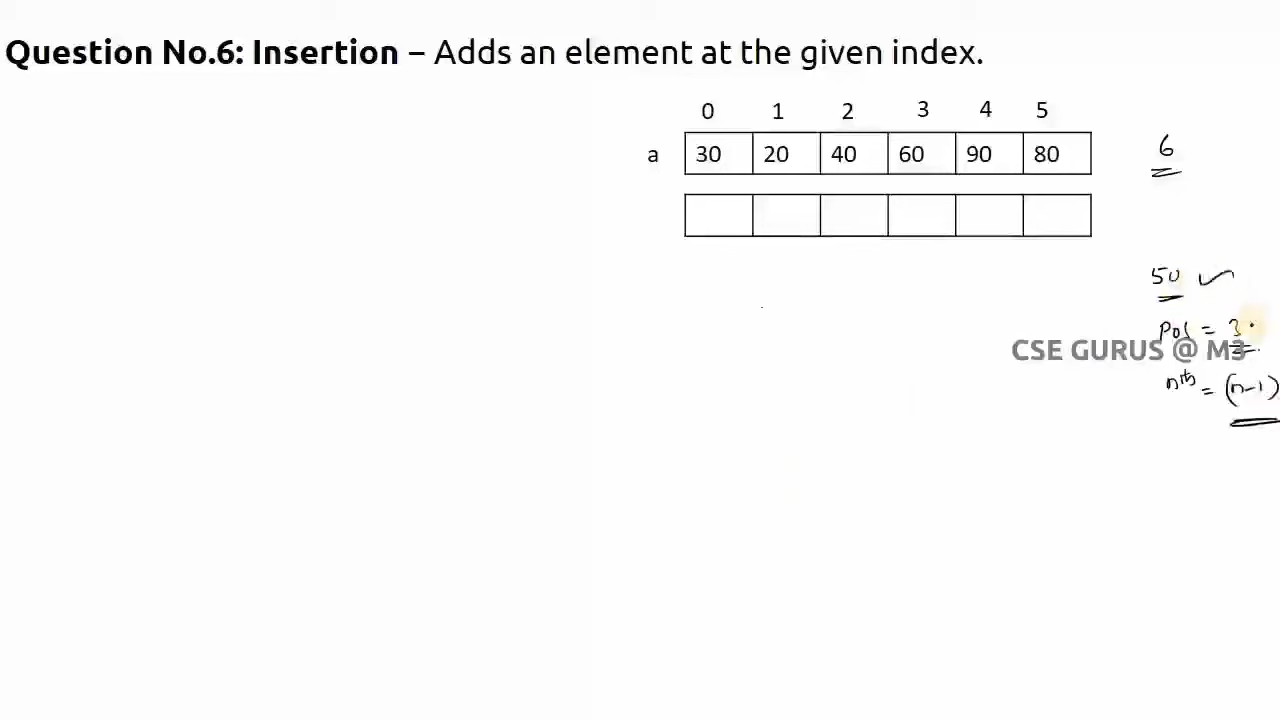 Question No.6: Insertion – Adds an element at the given index.
0 1 2 3 4 5
a 30 20 40 60 90 80 6
50
pos = 3
CSE GURUS @ M3
nth = (n-1)